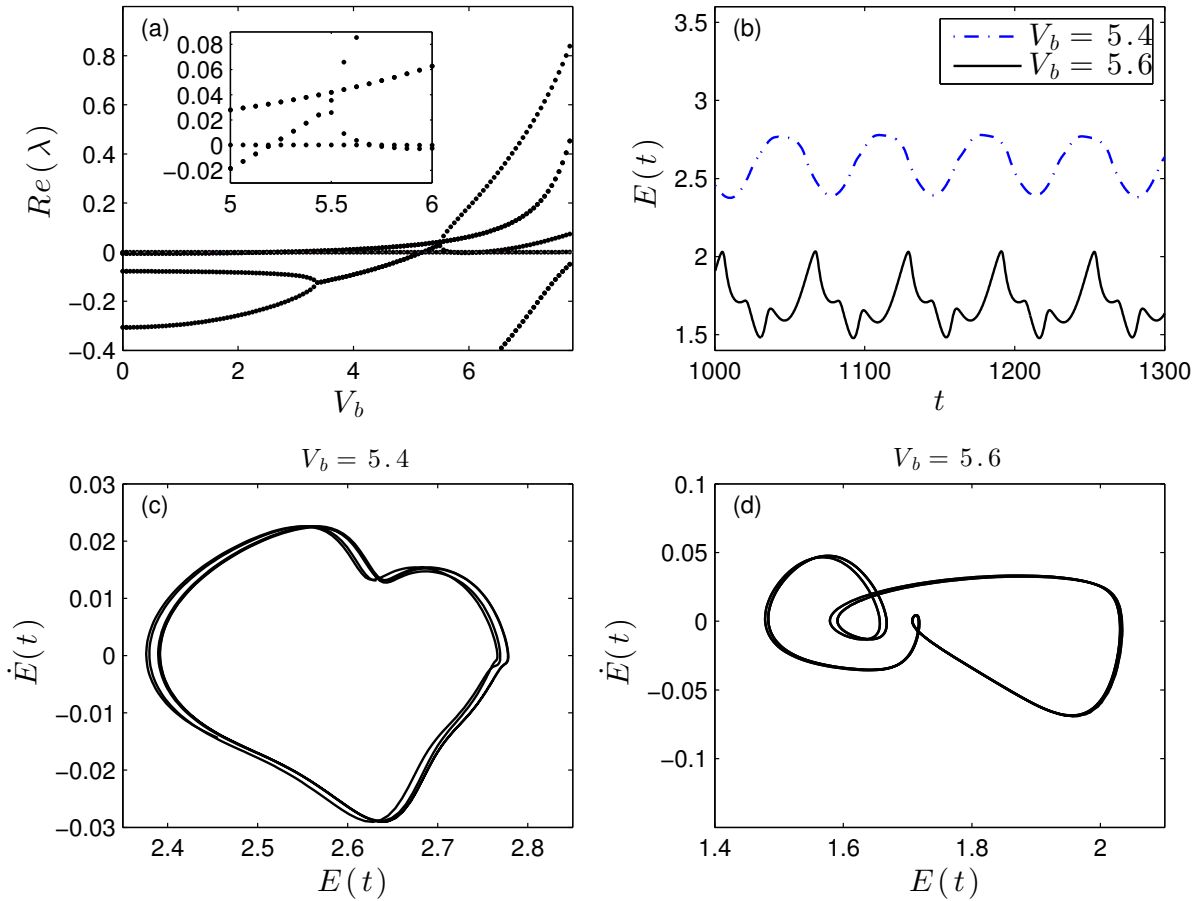 (a)
0.8
0.6
0.4
0.2
0
−0.2
−0.4
Re(λ)
0.08
0.06
0.04
0.02
0
−0.02
5 5.5 6
0 2 4 6
V_b
(b)
V_b = 5.4
V_b = 5.6
3.5
3
2.5
2
1.5
E(t)
1000 1100 1200 1300
t
V_b = 5.4
(c)
0.03
0.02
0.01
0
−0.01
−0.02
−0.03
Ė(t)
2.4 2.5 2.6 2.7 2.8
E(t)
V_b = 5.6
(d)
0.1
0.05
0
−0.05
−0.1
Ė(t)
1.4 1.6 1.8 2
E(t)